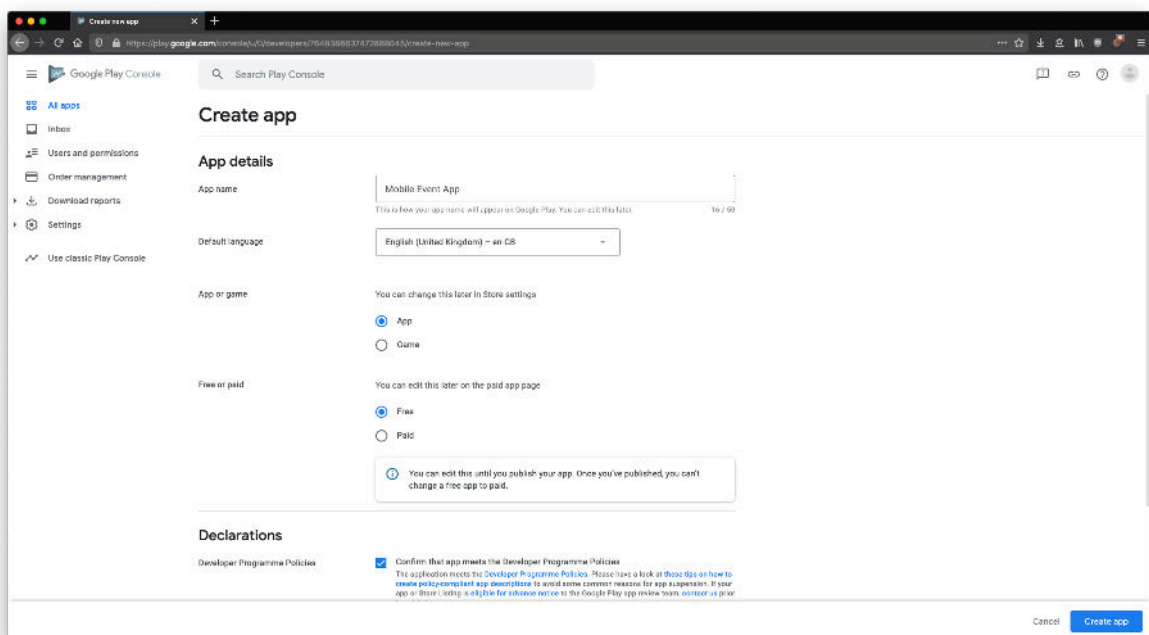 Create new app
https://play.google.com/console/u/0/developers/7648388637472888045/create-new-app
Google Play Console
Search Play Console
All apps
Inbox
Users and permissions
Order management
Download reports
Settings
Use classic Play Console
Create app
App details
App name
Mobile Event App
This is how your app name will appear on Google Play. You can edit this later.
16 / 50
Default language
English (United Kingdom) – en-GB
App or game
You can change this later in Store settings
App
Game
Free or paid
You can edit this later on the paid app page
Free
Paid
You can edit this until you publish your app. Once you've published, you can't
change a free app to paid.
Declarations
Developer Programme Policies
Confirm that app meets the Developer Programme Policies
The application meets the Developer Programme Policies. Please have a look at these tips on how to
create policy-compliant app descriptions to avoid some common reasons for app suspension. If your
app or Store Listing is eligible for advance notice to the Google Play app review team, contact us prior
Cancel
Create app